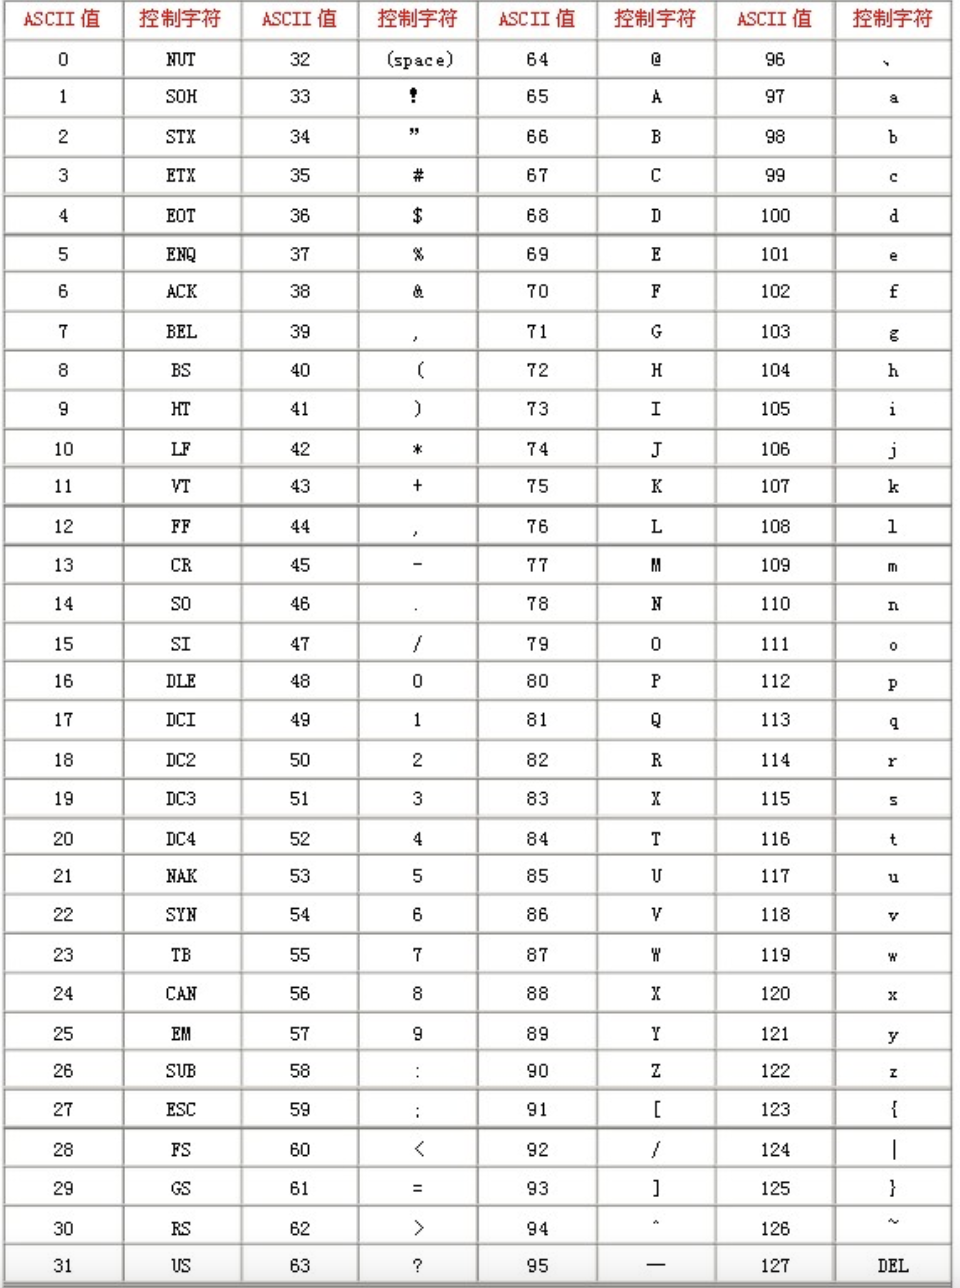 ASCII 值 控制字符 ASCII 值 控制字符 ASCII 值 控制字符 ASCII 值 控制字符
0 NUT 32 (space) 64 @ 96 、
1 SOH 33 ! 65 A 97 a
2 STX 34 ” 66 B 98 b
3 ETX 35 # 67 C 99 c
4 EOT 36 $ 68 D 100 d
5 ENQ 37 % 69 E 101 e
6 ACK 38 & 70 F 102 f
7 BEL 39 , 71 G 103 g
8 BS 40 ( 72 H 104 h
9 HT 41 ) 73 I 105 i
10 LF 42 * 74 J 106 j
11 VT 43 + 75 K 107 k
12 FF 44 , 76 L 108 l
13 CR 45 - 77 M 109 m
14 SO 46 . 78 N 110 n
15 SI 47 / 79 O 111 o
16 DLE 48 0 80 P 112 p
17 DCI 49 1 81 Q 113 q
18 DC2 50 2 82 R 114 r
19 DC3 51 3 83 X 115 s
20 DC4 52 4 84 T 116 t
21 NAK 53 5 85 U 117 u
22 SYN 54 6 86 V 118 v
23 TB 55 7 87 W 119 w
24 CAN 56 8 88 X 120 x
25 EM 57 9 89 Y 121 y
26 SUB 58 : 90 Z 122 z
27 ESC 59 ; 91 [ 123 {
28 FS 60 < 92 / 124 |
29 GS 61 = 93 ] 125 }
30 RS 62 > 94 ^ 126 ~
31 US 63 ? 95 — 127 DEL